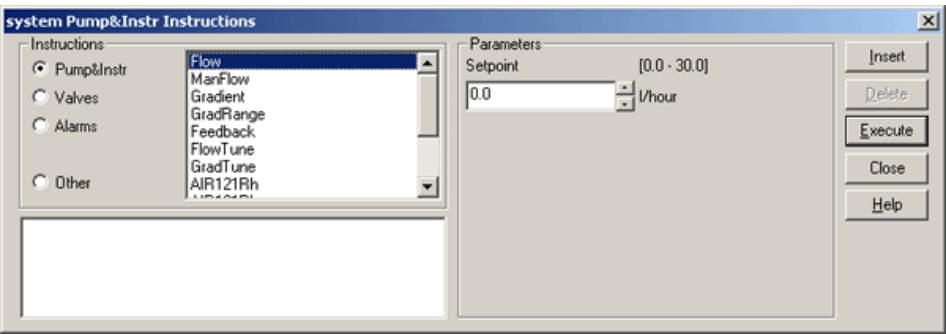 system Pump&Instr Instructions
Instructions
Pump&Instr
Valves
Alarms
Other
Flow
ManFlow
Gradient
GradRange
Feedback
FlowTune
GradTune
AIR121Rh
Parameters
Setpoint [0.0 - 30.0]
0.0 l/hour
Insert
Delete
Execute
Close
Help